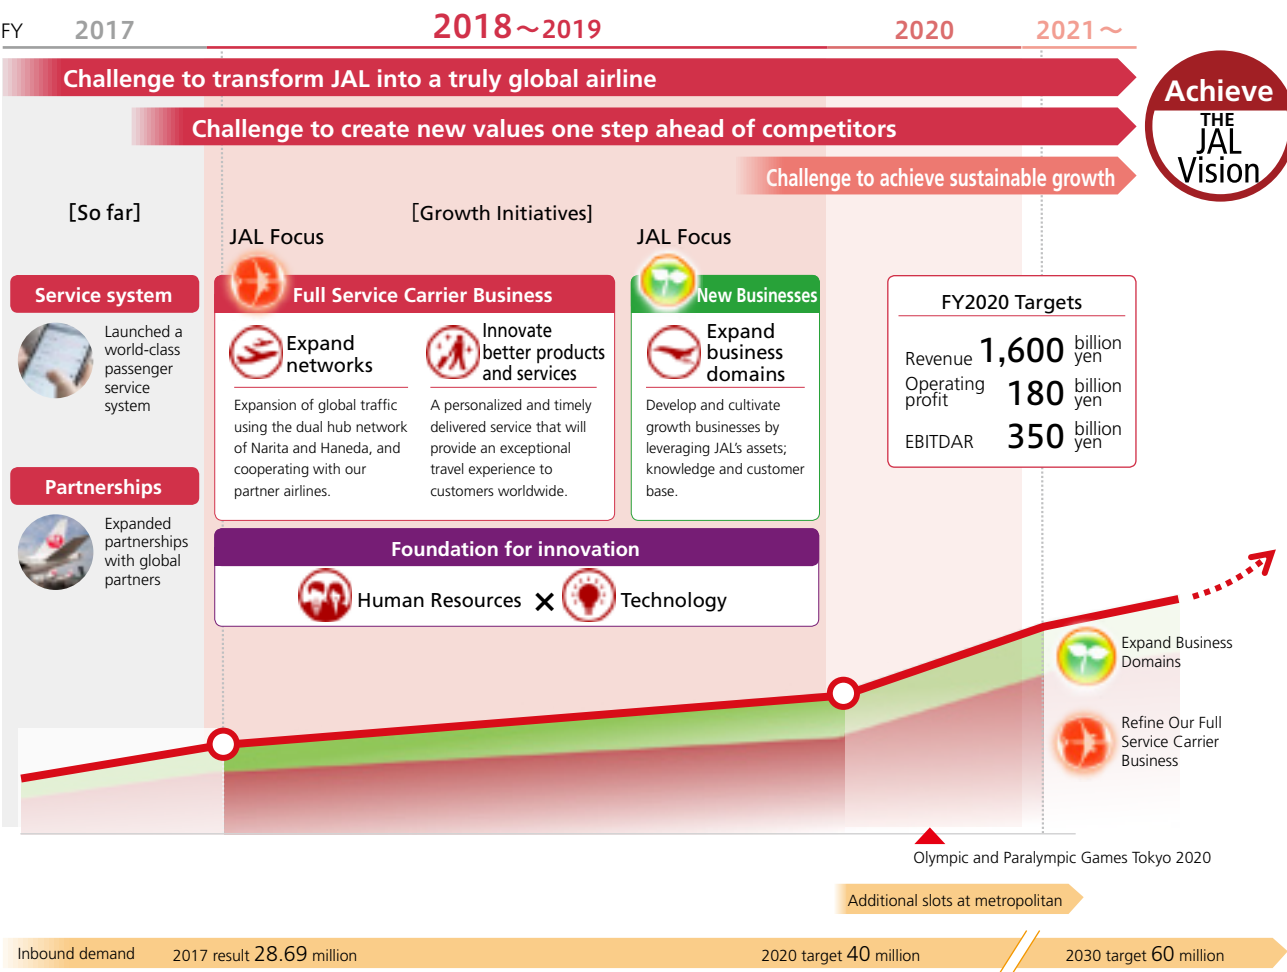 FY
2017
2018～2019
2020
2021～
Challenge to transform JAL into a truly global airline
Challenge to create new values one step ahead of competitors
Challenge to achieve sustainable growth
Achieve
THE
JAL
Vision
[So far]
[Growth Initiatives]
JAL Focus
JAL Focus
Service system
Launched a
world-class
passenger
service
system
Partnerships
Expanded
partnerships
with global
partners
Full Service Carrier Business
Expand
networks
Expansion of global traffic
using the dual hub network
of Narita and Haneda, and
cooperating with our
partner airlines.
Innovate
better products
and services
A personalized and timely
delivered service that will
provide an exceptional
travel experience to
customers worldwide.
New Businesses
Expand
business
domains
Develop and cultivate
growth businesses by
leveraging JAL’s assets;
knowledge and customer
base.
Foundation for innovation
Human Resources × Technology
FY2020 Targets
Revenue 1,600 billion yen
Operating profit 180 billion yen
EBITDAR 350 billion yen
Expand Business
Domains
Refine Our Full
Service Carrier
Business
Olympic and Paralympic Games Tokyo 2020
Additional slots at metropolitan
Inbound demand 2017 result 28.69 million 2020 target 40 million 2030 target 60 million